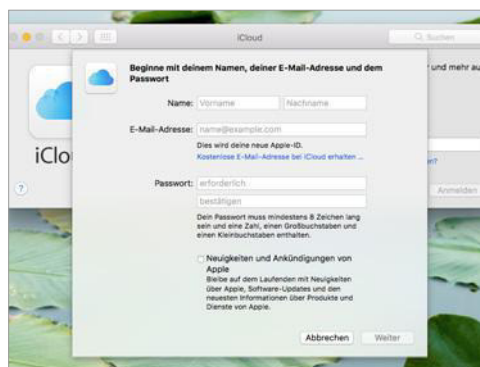 iCloud
Suchen
Beginne mit deinem Namen, deiner E-Mail-Adresse und dem
Passwort
und mehr au
Name: Vorname Nachname
E-Mail-Adresse: name@example.com
Dies wird deine neue Apple-ID.
Kostenlose E-Mail-Adresse bei iCloud erhalten ...
iClo
en?
Passwort: erforderlich
Anmelden
bestätigen
Dein Passwort muss mindestens 8 Zeichen lang
sein und eine Zahl, einen Großbuchstaben und
einen Kleinbuchstaben enthalten.
Neuigkeiten und Ankündigungen von
Apple
Bleibe auf dem Laufenden mit Neuigkeiten
über Apple, Software-Updates und den
neuesten Informationen über Produkte und
Dienste von Apple.
Abbrechen Weiter